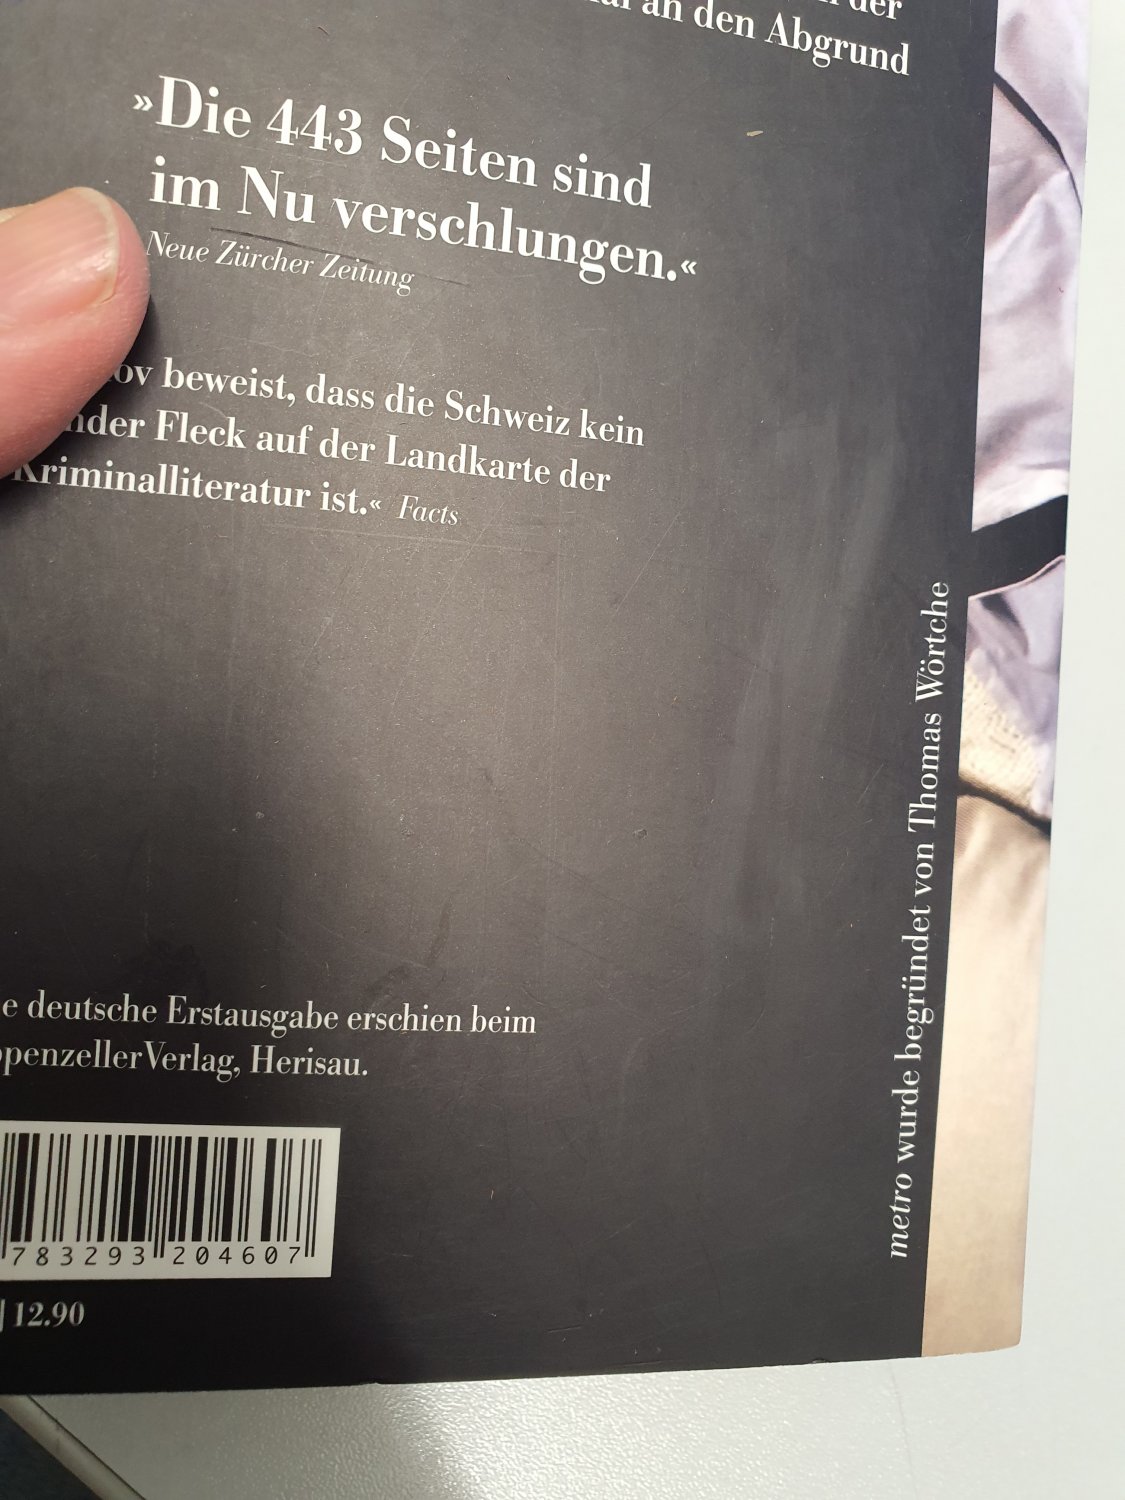 der
an den Abgrund
»Die 443 Seiten sind
im Nu verschlungen.«
Neue Zürcher Zeitung
beweist, dass die Schweiz kein
Fleck auf der Landkarte der
Kriminalliteratur ist.« Facts
metro wurde begründet von Thomas Wörtche
e deutsche Erstausgabe erschien beim
ppenzellerVerlag, Herisau.
783293 204607
12.90